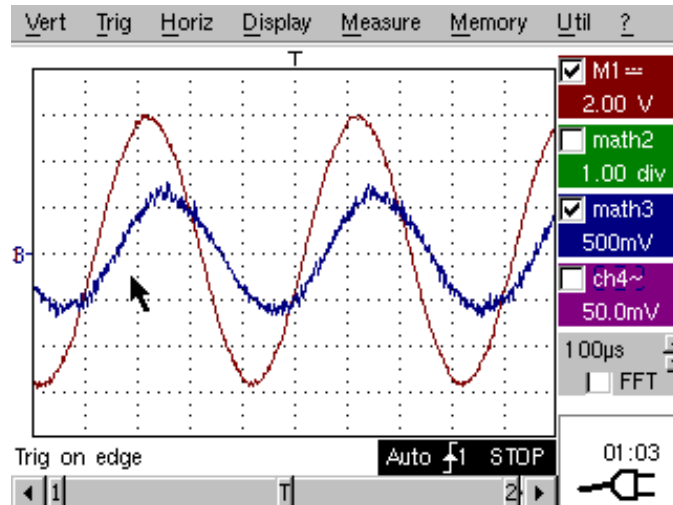 Vert Trig Horiz Display Measure Memory Util ?
T
M1
2.00 V
math2
1.00 div
math3
500mV
ch4~
50.0mV
100µs
FFT
Trig on edge
Auto 1 STOP
01:03
1 T 2